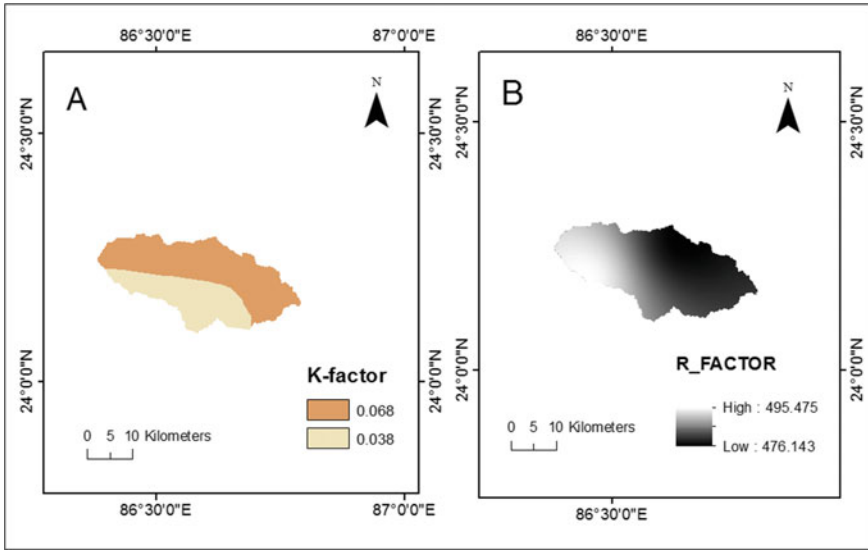 86°30'0"E 87°0'0"E
A
N
24°30'0"N 24°30'0"N
24°0'0"N 24°0'0"N
K-factor
0.068
0.038
0 5 10 Kilometers
86°30'0"E 87°0'0"E
86°30'0"E
B
N
24°30'0"N 24°30'0"N
24°0'0"N 24°0'0"N
R_FACTOR
High : 495.475
Low : 476.143
0 5 10 Kilometers
86°30'0"E